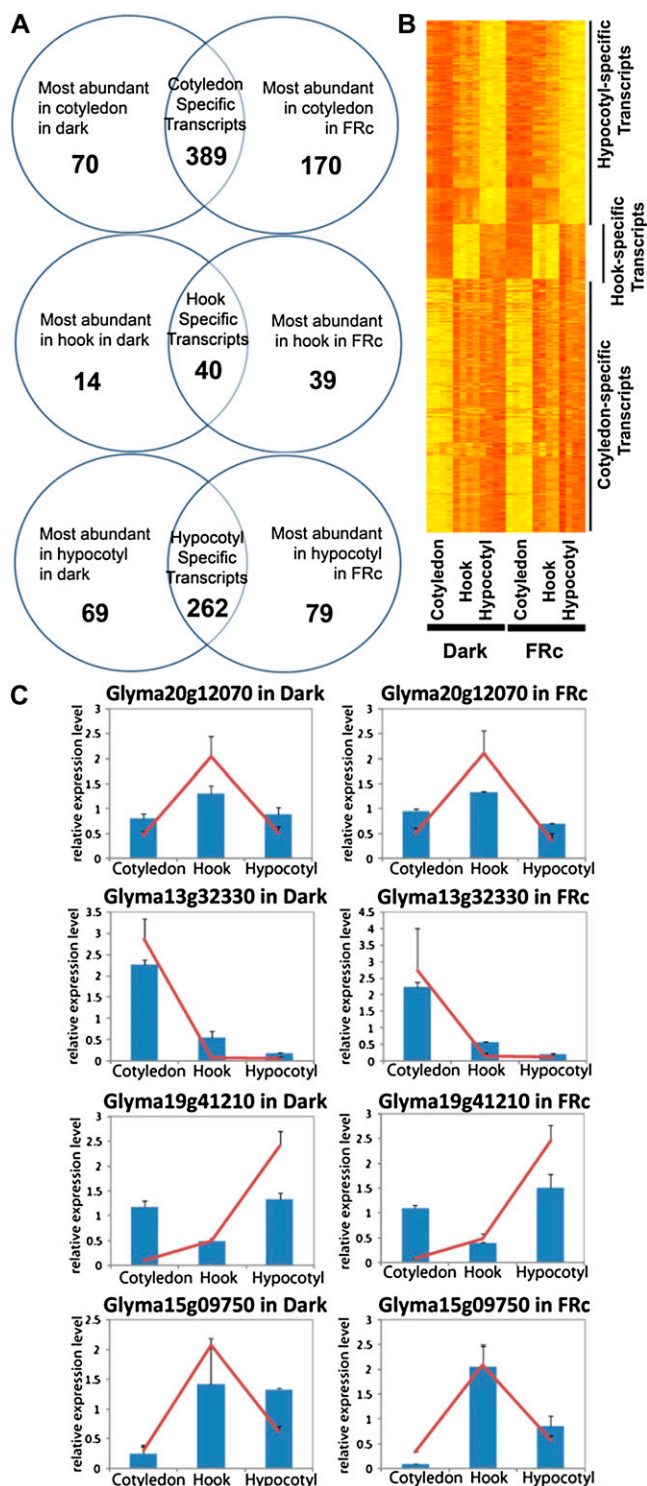 A
Most abundant
in cotyledon
in dark
70
Cotyledon
Specific
Transcripts
389
Most abundant
in cotyledon
in FRc
170
Most abundant
in hook in dark
14
Hook
Specific
Transcripts
40
Most abundant
in hook in FRc
39
Most abundant
in hypocotyl
in dark
69
Hypocotyl
Specific
Transcripts
262
Most abundant
in hypocotyl
in FRc
79
B
Hypocotyl-specific
Transcripts
Hook-specific
Transcripts
Cotyledon-specific
Transcripts
Cotyledon
Hook
Hypocotyl
Cotyledon
Hook
Hypocotyl
Dark
FRc
C
Glyma20g12070 in Dark
relative expression level
3
2.5
2
1.5
1
0.5
0
Cotyledon Hook Hypocotyl
Glyma20g12070 in FRc
relative expression level
3
2.5
2
1.5
1
0.5
0
Cotyledon Hook Hypocotyl
Glyma13g32330 in Dark
relative expression level
3.5
3
2.5
2
1.5
1
0.5
0
Cotyledon Hook Hypocotyl
Glyma13g32330 in FRc
relative expression level
4.5
4
3.5
3
2.5
2
1.5
1
0.5
0
Cotyledon Hook Hypocotyl
Glyma19g41210 in Dark
relative expression level
3
2.5
2
1.5
1
0.5
0
Cotyledon Hook Hypocotyl
Glyma19g41210 in FRc
relative expression level
3
2.5
2
1.5
1
0.5
0
Cotyledon Hook Hypocotyl
Glyma15g09750 in Dark
relative expression level
2.5
2
1.5
1
0.5
0
Cotyledon Hook Hypocotyl
Glyma15g09750 in FRc
relative expression level
3
2.5
2
1.5
1
0.5
0
Cotyledon Hook Hypocotyl